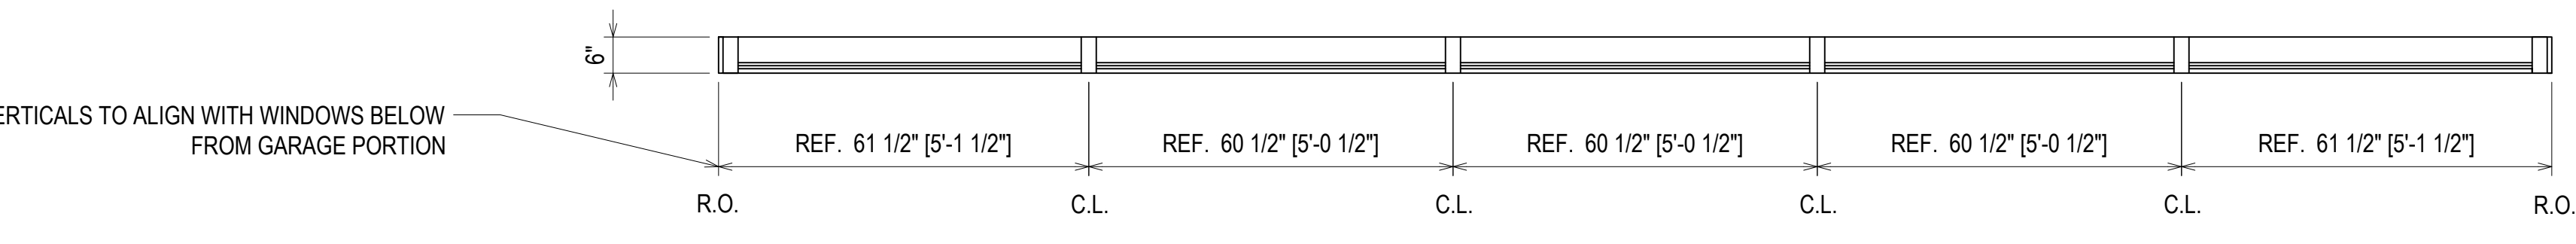 6"
ERTICALS TO ALIGN WITH WINDOWS BELOW
FROM GARAGE PORTION
REF. 61 1/2" [5'-1 1/2"]
REF. 60 1/2" [5'-0 1/2"]
REF. 60 1/2" [5'-0 1/2"]
REF. 60 1/2" [5'-0 1/2"]
REF. 61 1/2" [5'-1 1/2"]
R.O.
C.L.
C.L.
C.L.
C.L.
R.O.